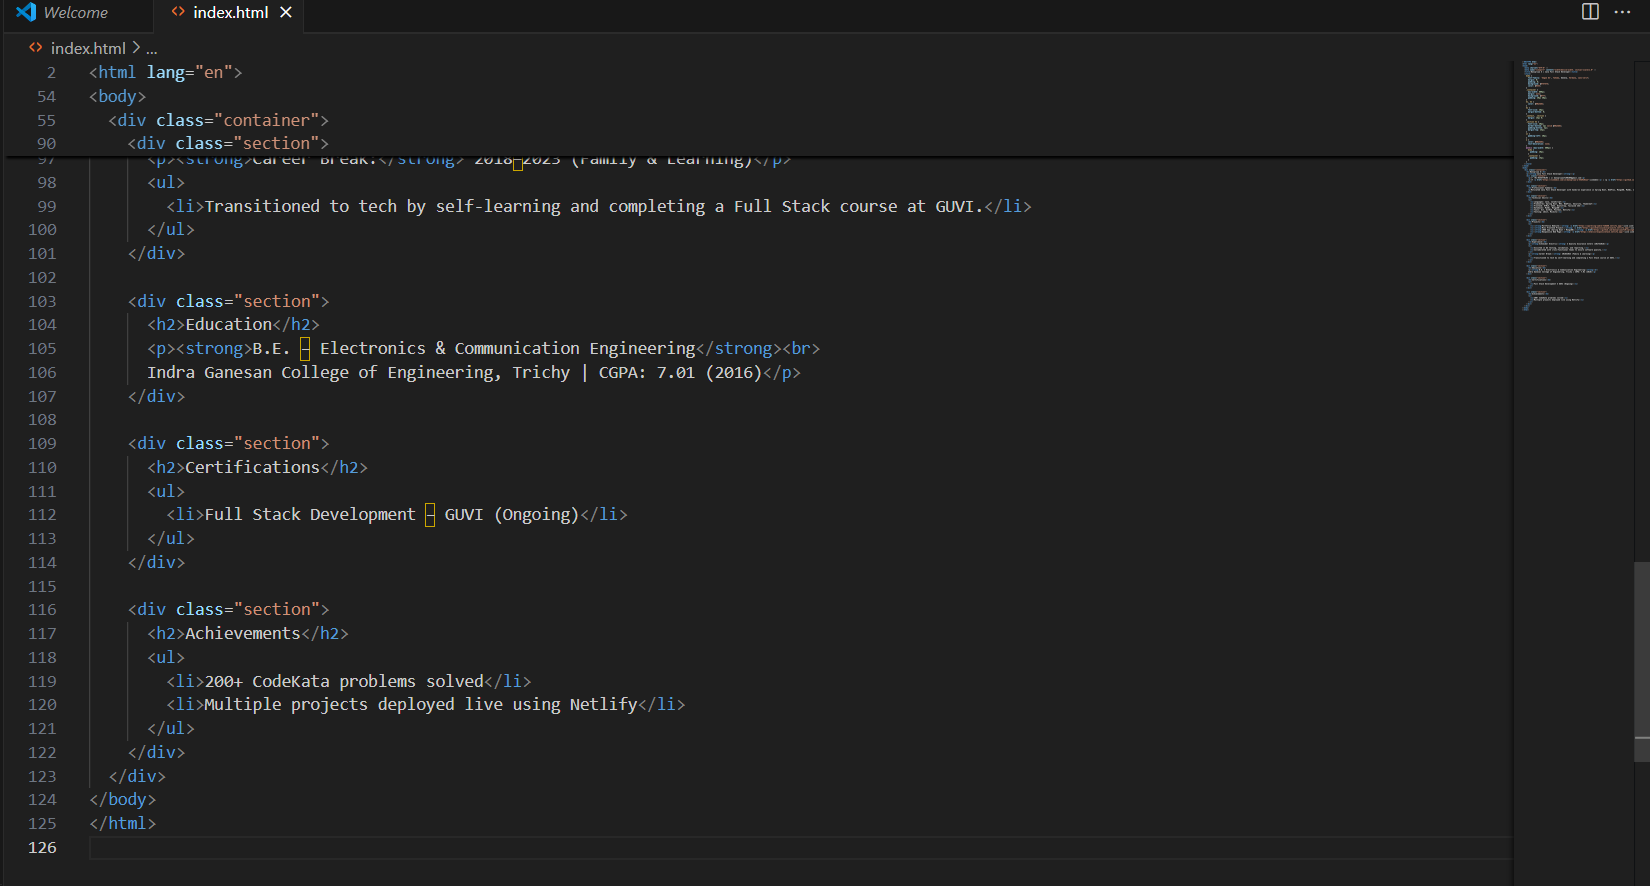 Welcome
<> index.html ×
<> index.html > ...
2 <html lang="en">
54 <body>
55 <div class="container">
90 <div class="section">
97 <p><strong>Career Break:</strong> 2018–2023 (Family & Learning)</p>
98 <ul>
99 <li>Transitioned to tech by self-learning and completing a Full Stack course at GUVI.</li>
100 </ul>
101 </div>
102
103 <div class="section">
104 <h2>Education</h2>
105 <p><strong>B.E. – Electronics & Communication Engineering</strong><br>
106 Indra Ganesan College of Engineering, Trichy | CGPA: 7.01 (2016)</p>
107 </div>
108
109 <div class="section">
110 <h2>Certifications</h2>
111 <ul>
112 <li>Full Stack Development – GUVI (Ongoing)</li>
113 </ul>
114 </div>
115
116 <div class="section">
117 <h2>Achievements</h2>
118 <ul>
119 <li>200+ CodeKata problems solved</li>
120 <li>Multiple projects deployed live using Netlify</li>
121 </ul>
122 </div>
123 </div>
124 </body>
125 </html>
126